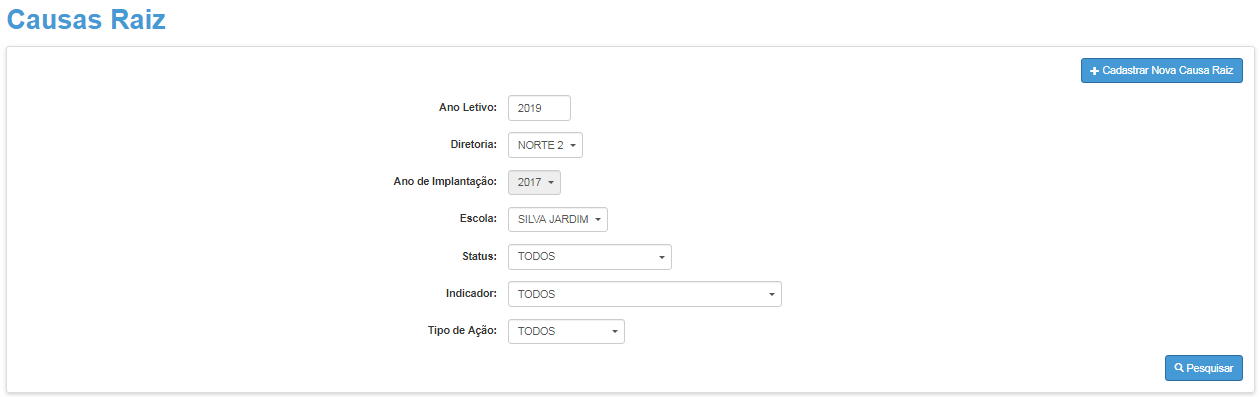 Causas Raiz
Cadastrar Nova Causa Raiz
Ano Letivo: 2019
Diretoria: NORTE 2
Ano de Implantação: 2017
Escola: SILVA JARDIM
Status: TODOS
Indicador: TODOS
Tipo de Ação: TODOS
Pesquisar